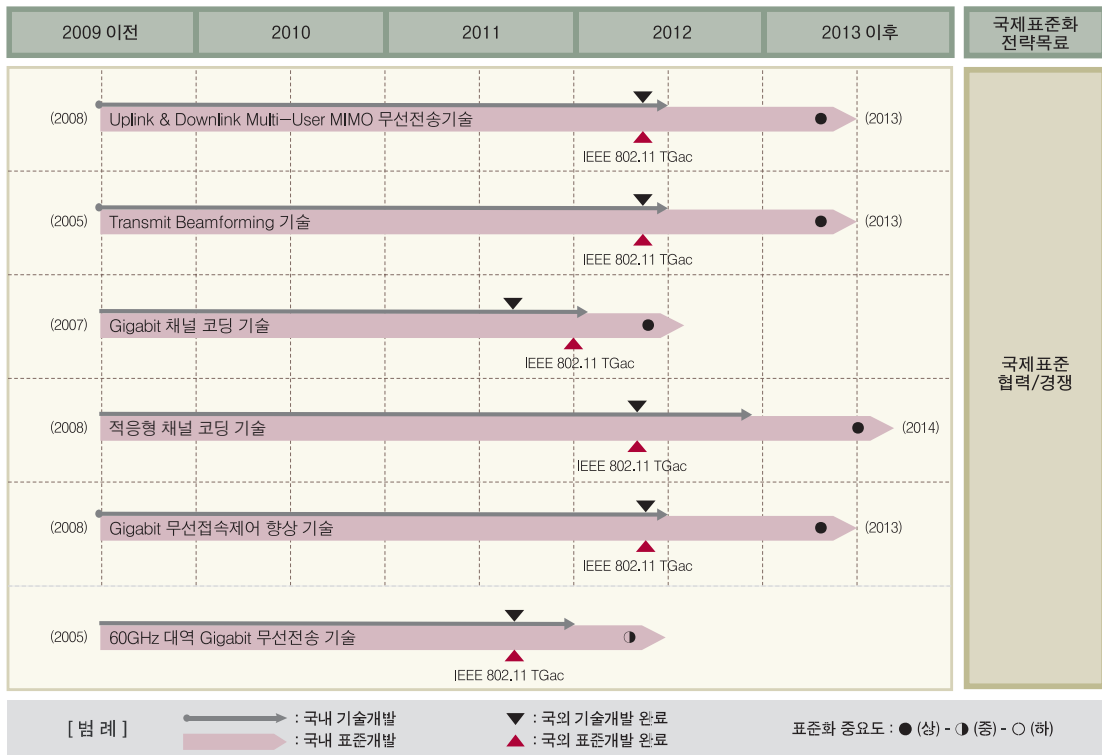 2009 이전
2010
2011
2012
2013 이후
국제표준화
전략목표
(2008)
Uplink & Downlink Multi-User MIMO 무선전송기술
(2013)
IEEE 802.11 TGac
(2005)
Transmit Beamforming 기술
(2013)
IEEE 802.11 TGac
(2007)
Gigabit 채널 코딩 기술
IEEE 802.11 TGac
국제표준
협력/경쟁
(2008)
적응형 채널 코딩 기술
(2014)
IEEE 802.11 TGac
(2008)
Gigabit 무선접속제어 향상 기술
(2013)
IEEE 802.11 TGac
(2005)
60GHz 대역 Gigabit 무선전송 기술
IEEE 802.11 TGac
[ 범 례 ]
: 국내 기술개발
: 국내 표준개발
: 국외 기술개발 완료
: 국외 표준개발 완료
표준화 중요도 : ● (상) - ◑ (중) - ○ (하)